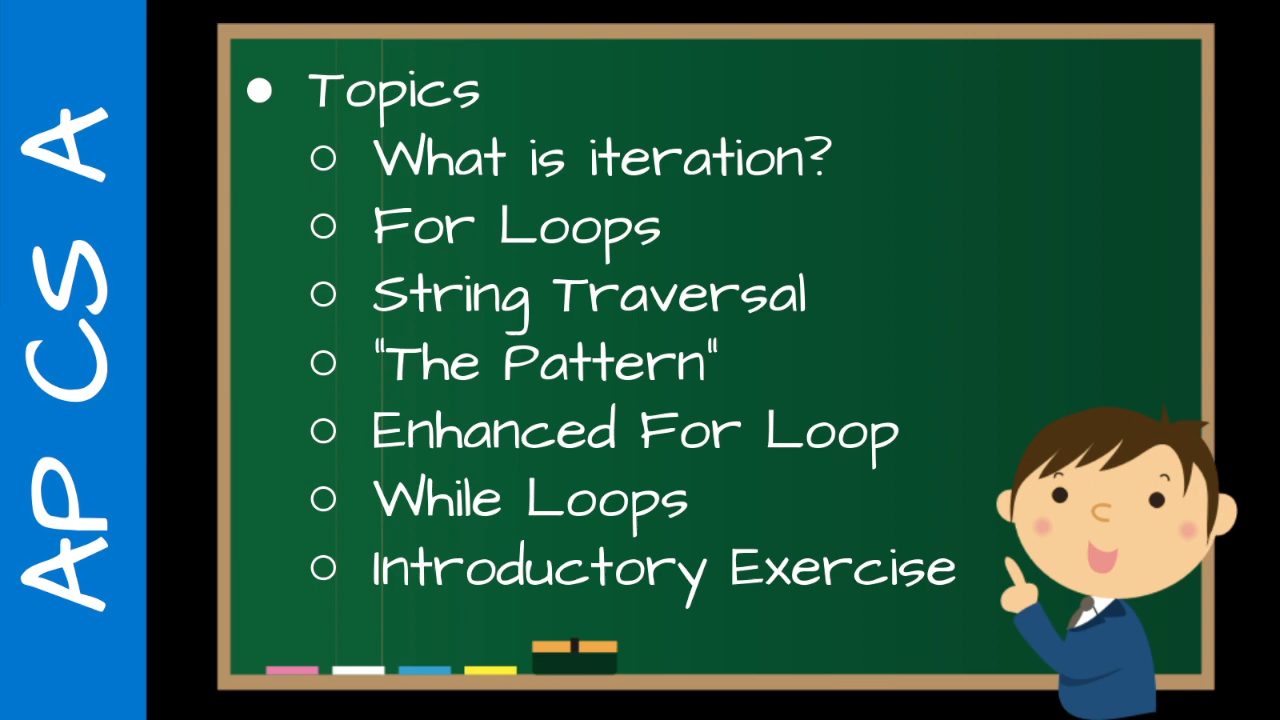 AP CS A
● Topics
○ What is iteration?
○ For Loops
○ String Traversal
○ "The Pattern"
○ Enhanced For Loop
○ While Loops
○ Introductory Exercise